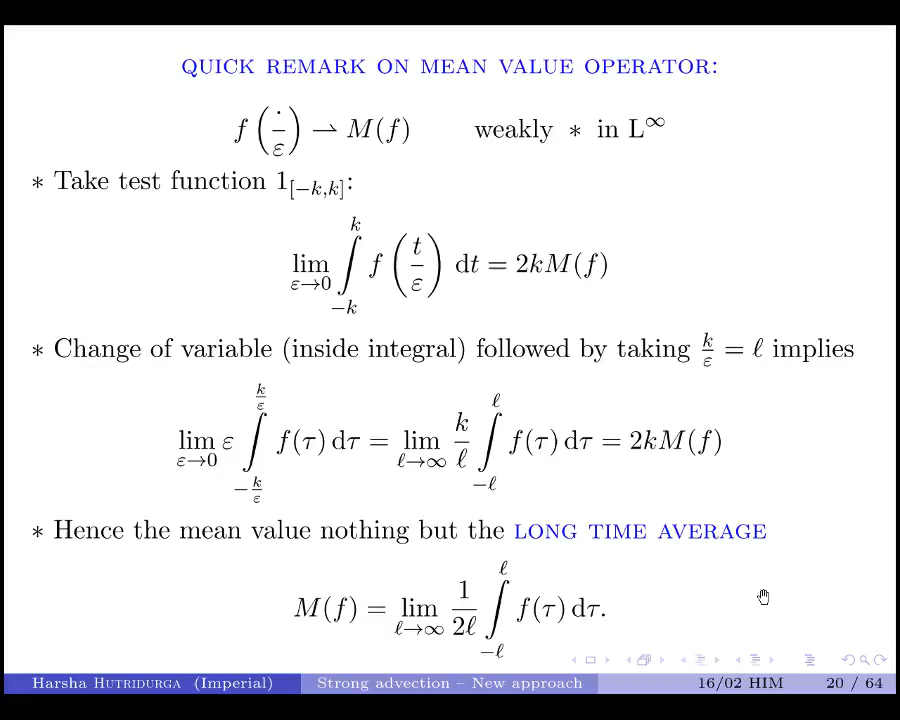 QUICK REMARK ON MEAN VALUE OPERATOR:
f(·/ε) ⇀ M(f) weakly ∗ in L^∞
∗ Take test function 1_{[−k,k]}:
lim_{ε→0} ∫_{−k}^{k} f(t/ε) dt = 2kM(f)
∗ Change of variable (inside integral) followed by taking k/ε = ℓ implies
lim_{ε→0} ε ∫_{−k/ε}^{k/ε} f(τ) dτ = lim_{ℓ→∞} k/ℓ ∫_{−ℓ}^{ℓ} f(τ) dτ = 2kM(f)
∗ Hence the mean value nothing but the LONG TIME AVERAGE
M(f) = lim_{ℓ→∞} 1/2ℓ ∫_{−ℓ}^{ℓ} f(τ) dτ.
Harsha HUTRIDURGA (Imperial) Strong advection – New approach 16/02 HIM 20 / 64